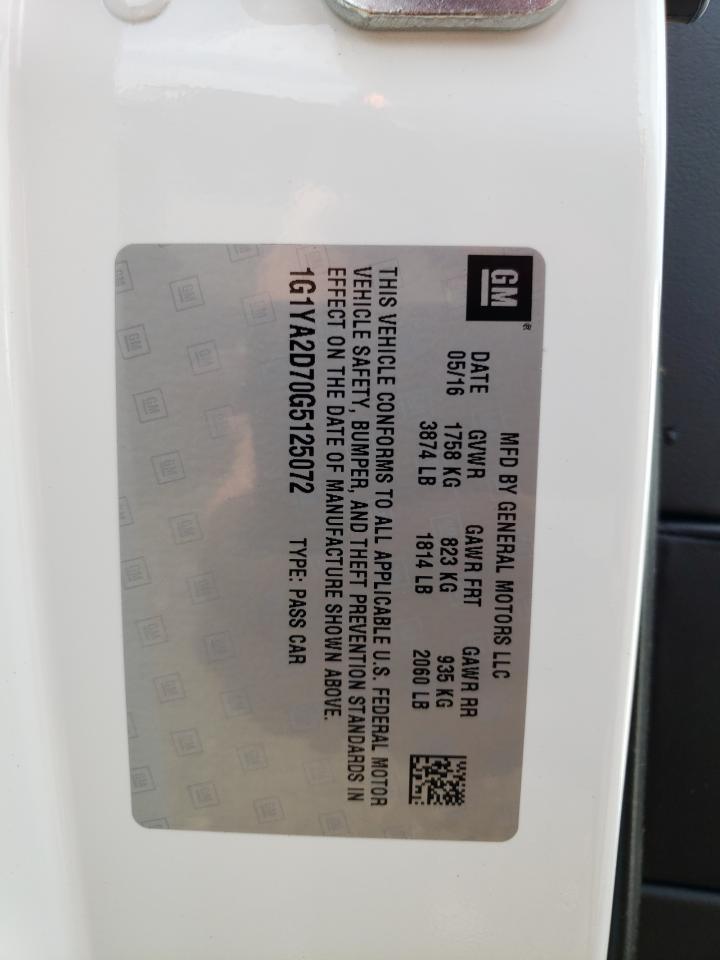 GM®
MFD BY GENERAL MOTORS LLC
DATE GVWR GAWR FRT GAWR RR
05/16 1758 KG 823 KG 935 KG
3874 LB 1814 LB 2060 LB
THIS VEHICLE CONFORMS TO ALL APPLICABLE U.S. FEDERAL MOTOR
VEHICLE SAFETY, BUMPER, AND THEFT PREVENTION STANDARDS IN
EFFECT ON THE DATE OF MANUFACTURE SHOWN ABOVE.
1G1YA2D70G5125072 TYPE: PASS CAR